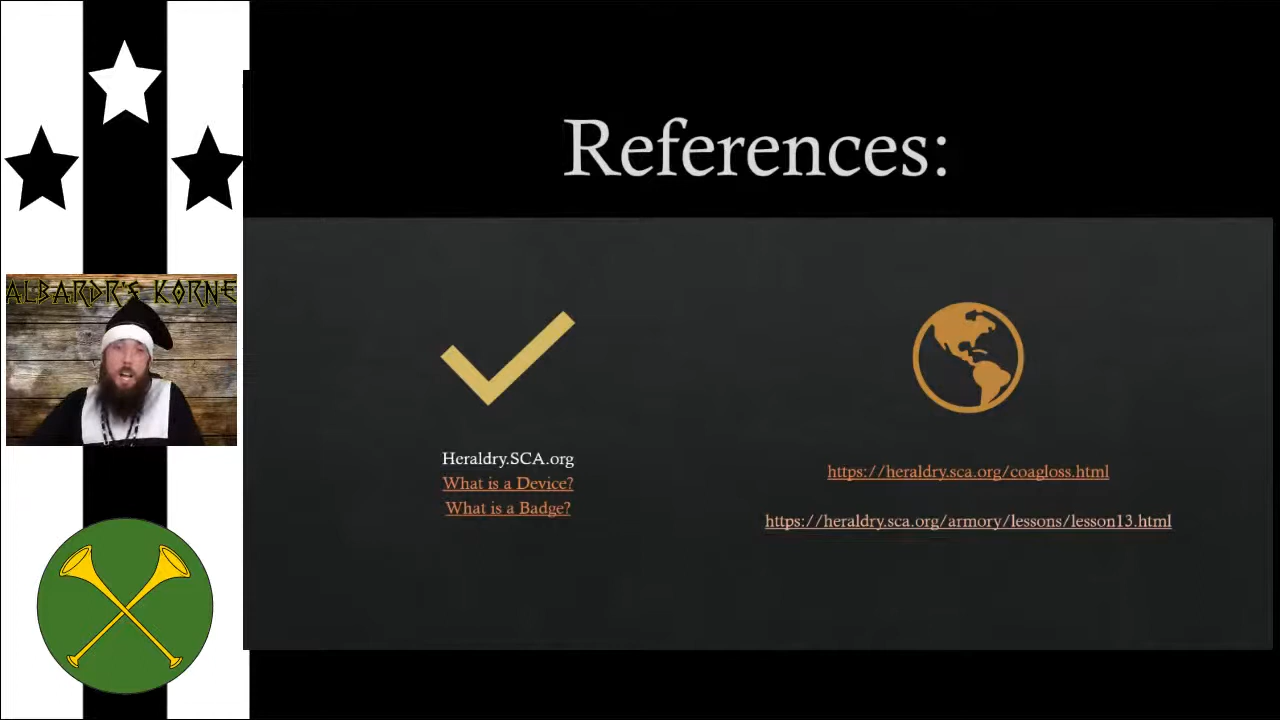 References:
ALBARDR'S KORNE
Heraldry.SCA.org
What is a Device?
What is a Badge?
https://heraldry.sca.org/coagloss.html
https://heraldry.sca.org/armory/lessons/lesson13.html